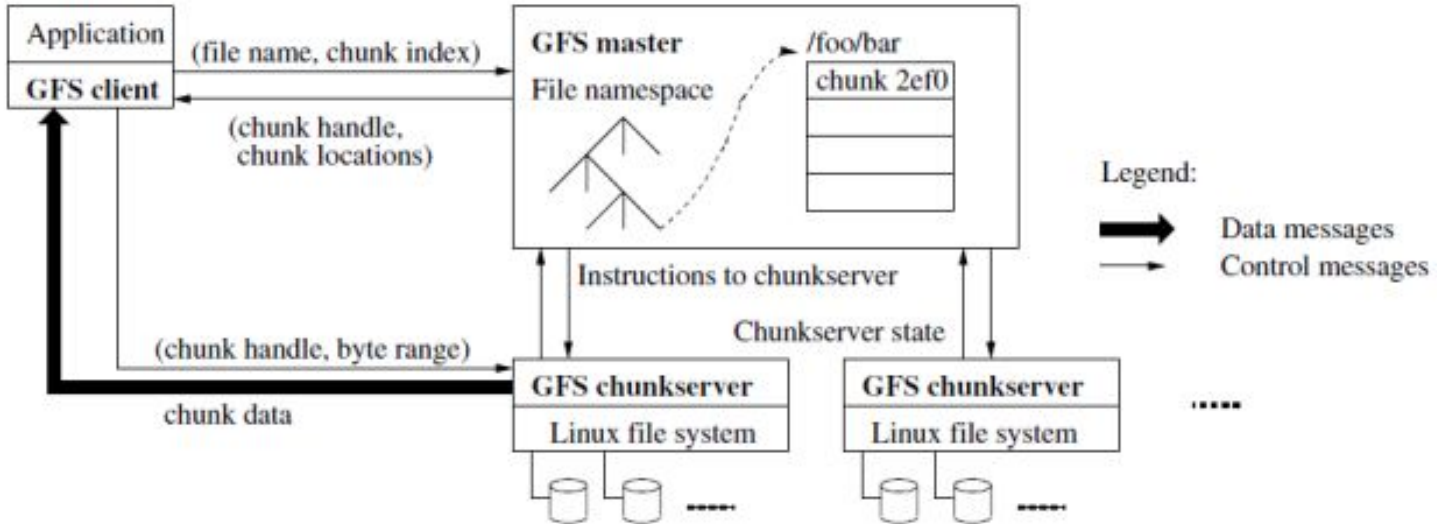 Application
GFS client
(file name, chunk index)
(chunk handle,
chunk locations)
GFS master
File namespace
/foo/bar
chunk 2ef0
Legend:
Data messages
Control messages
Instructions to chunkserver
Chunkserver state
(chunk handle, byte range)
chunk data
GFS chunkserver
Linux file system
GFS chunkserver
Linux file system